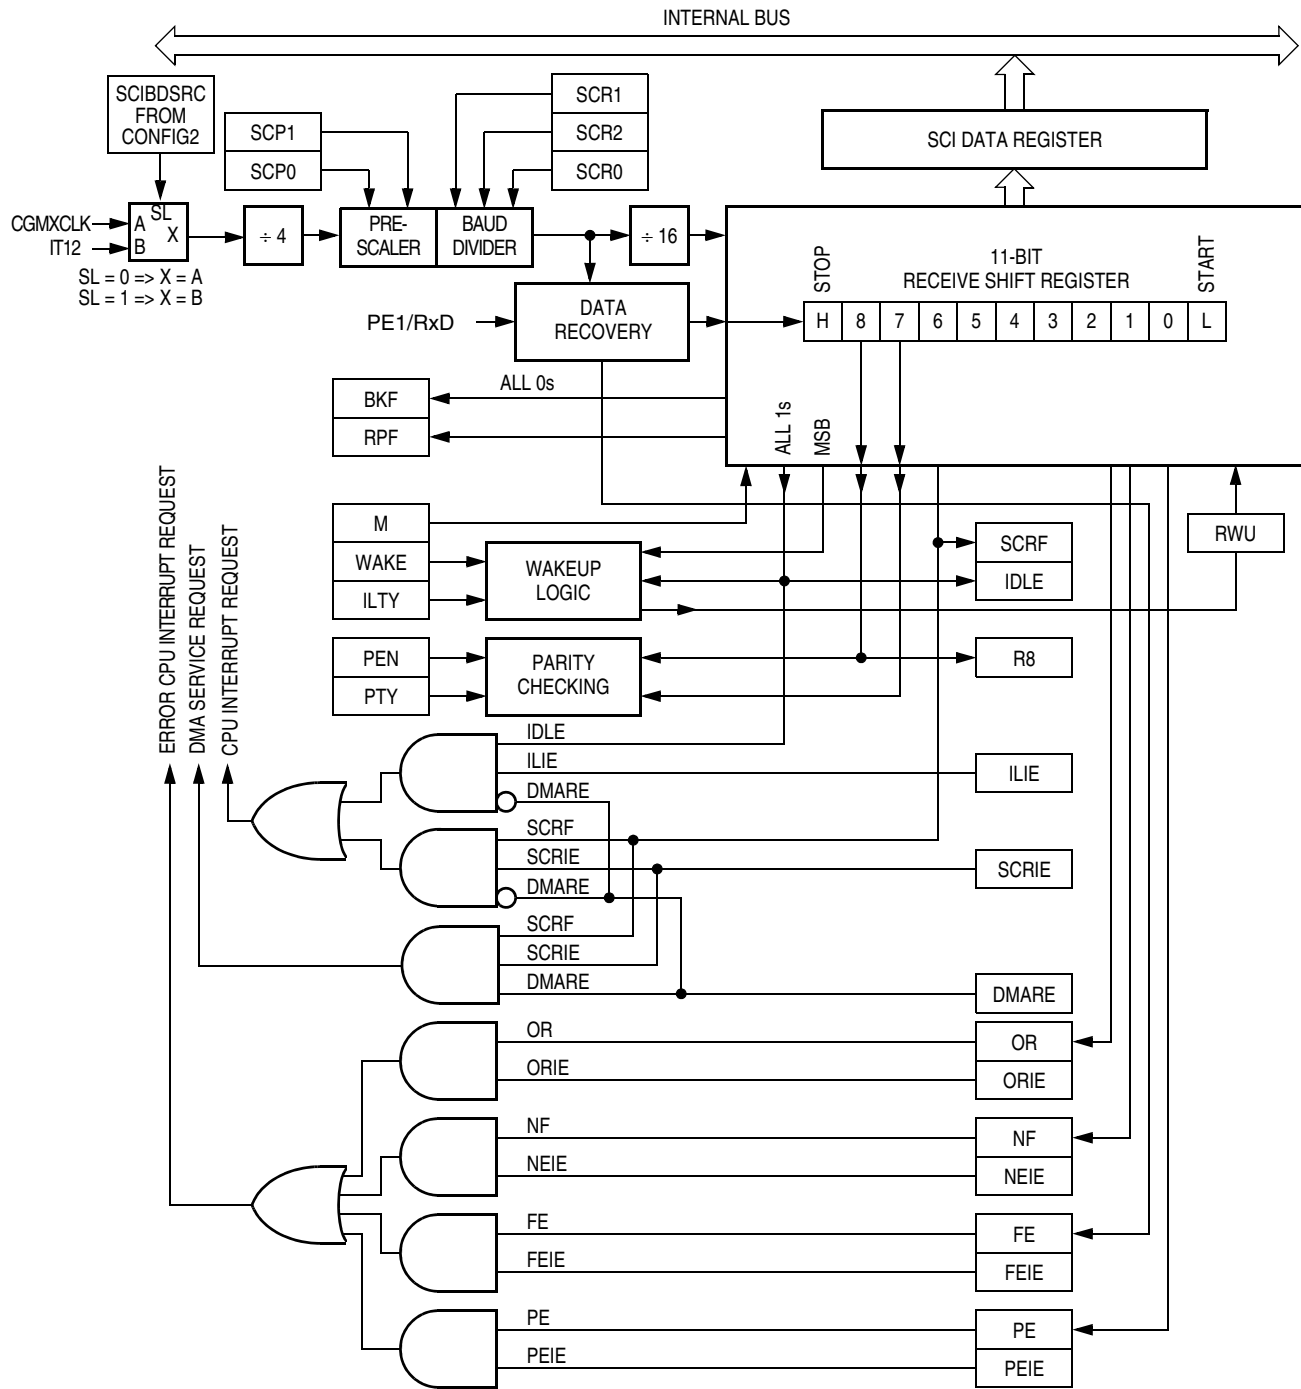 INTERNAL BUS
SCIBDSRC
FROM
CONFIG2
SCR1
SCR2
SCR0
SCP1
SCP0
SCI DATA REGISTER
CGMXCLK
IT12
A
B
SL
X
SL = 0 => X = A
SL = 1 => X = B
÷ 4
PRE-
SCALER
BAUD
DIVIDER
÷ 16
11-BIT
RECEIVE SHIFT REGISTER
STOP
START
H 8 7 6 5 4 3 2 1 0 L
PE1/RxD
DATA
RECOVERY
ALL 0s
BKF
RPF
ALL 1s
MSB
M
WAKE
ILTY
WAKEUP
LOGIC
SCRF
IDLE
RWU
PEN
PTY
PARITY
CHECKING
R8
ERROR CPU INTERRUPT REQUEST
DMA SERVICE REQUEST
CPU INTERRUPT REQUEST
IDLE
ILIE
DMARE
ILIE
SCRF
SCRIE
DMARE
SCRIE
SCRF
SCRIE
DMARE
DMARE
OR
ORIE
OR
ORIE
NF
NEIE
NF
NEIE
FE
FEIE
FE
FEIE
PE
PEIE
PE
PEIE